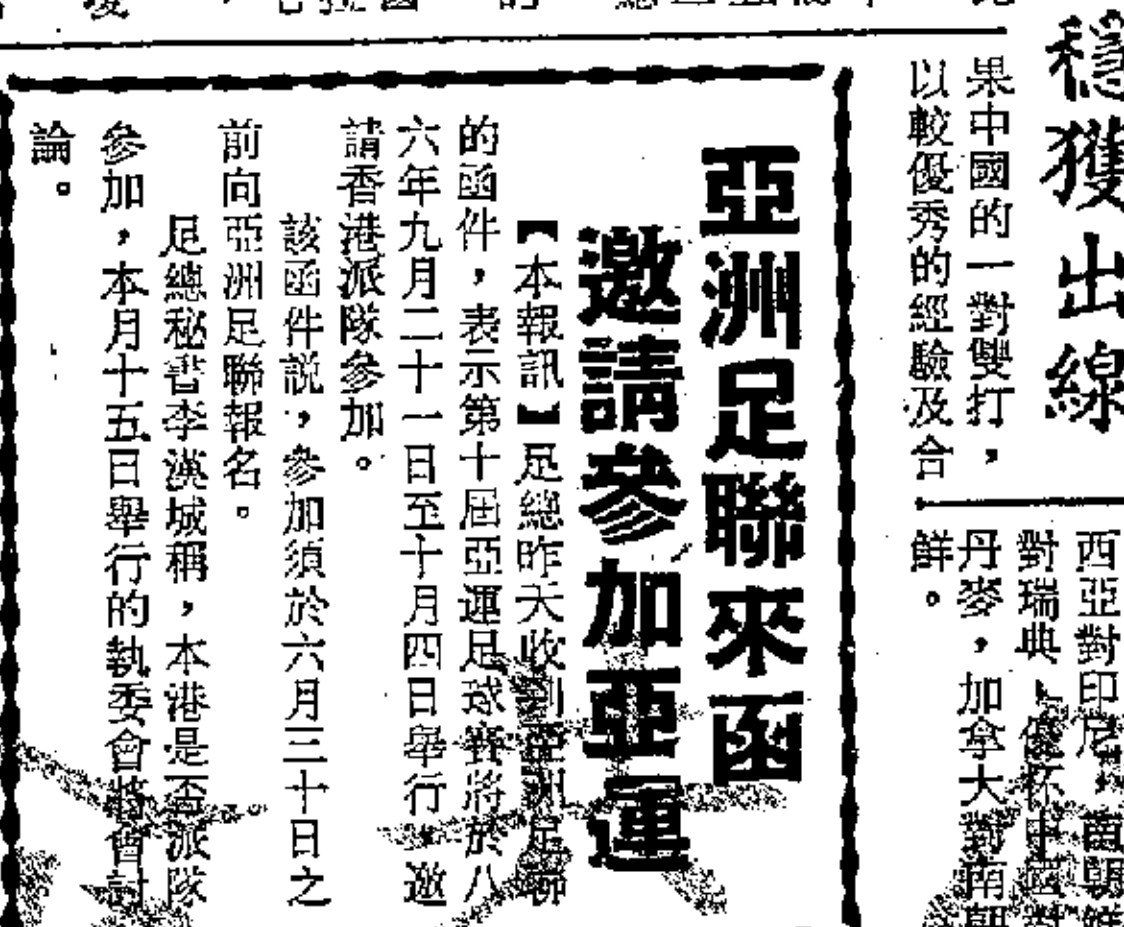 穩獲出線
果中國的一對雙打，
以較優秀的經驗及合
西亞對印尼，南朝鮮
對瑞典
丹麥，加拿大對南朝
鮮。
亞洲足聯來函
邀請參加亞運
【本報訊】足總昨天收到亞洲足聯
的函件，表示第十屆亞運足球賽將於八
六年九月二十一日至十月四日舉行，邀
請香港派隊參加。
該函件説，參加須於六月三十日之
前向亞洲足聯報名。
足總秘書李漢城稱，本港是否派隊
參加，本月十五日舉行的執委會將會討
論。